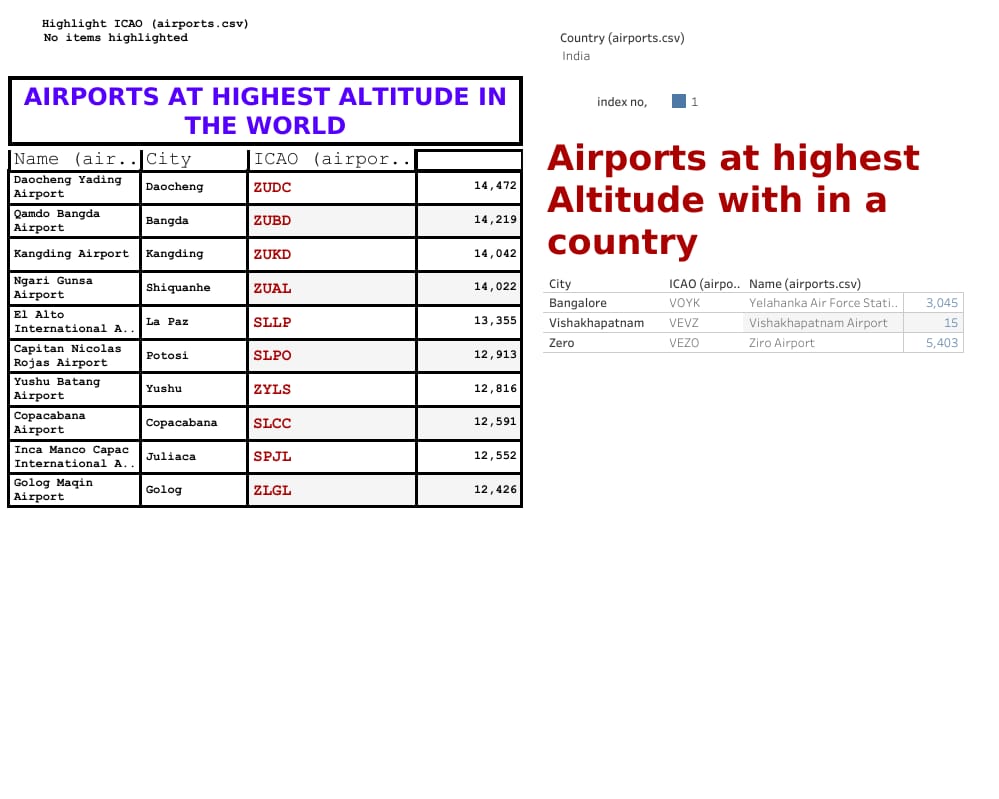 Highlight ICAO (airports.csv)
No items highlighted
AIRPORTS AT HIGHEST ALTITUDE IN
THE WORLD
Name (air.. City ICAO (airpor..
Daocheng Yading
Airport Daocheng ZUDC 14,472
Qamdo Bangda
Airport Bangda ZUBD 14,219
Kangding Airport Kangding ZUKD 14,042
Ngari Gunsa
Airport Shiquanhe ZUAL 14,022
El Alto
International A.. La Paz SLLP 13,355
Capitan Nicolas
Rojas Airport Potosi SLPO 12,913
Yushu Batang
Airport Yushu ZYLS 12,816
Copacabana
Airport Copacabana SLCC 12,591
Inca Manco Capac
International A.. Juliaca SPJL 12,552
Golog Maqin
Airport Golog ZLGL 12,426
Country (airports.csv)
India
index no, 1
Airports at highest
Altitude with in a
country
City ICAO (airpo.. Name (airports.csv)
Bangalore VOYK Yelahanka Air Force Stati.. 3,045
Vishakhapatnam VEVZ Vishakhapatnam Airport 15
Zero VEZO Ziro Airport 5,403